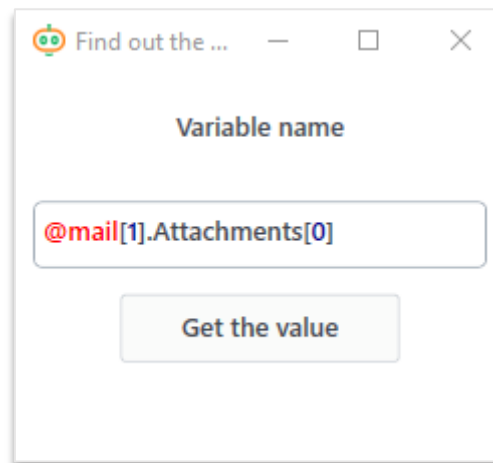 Find out the ...
Variable name
@mail[1].Attachments[0]
Get the value